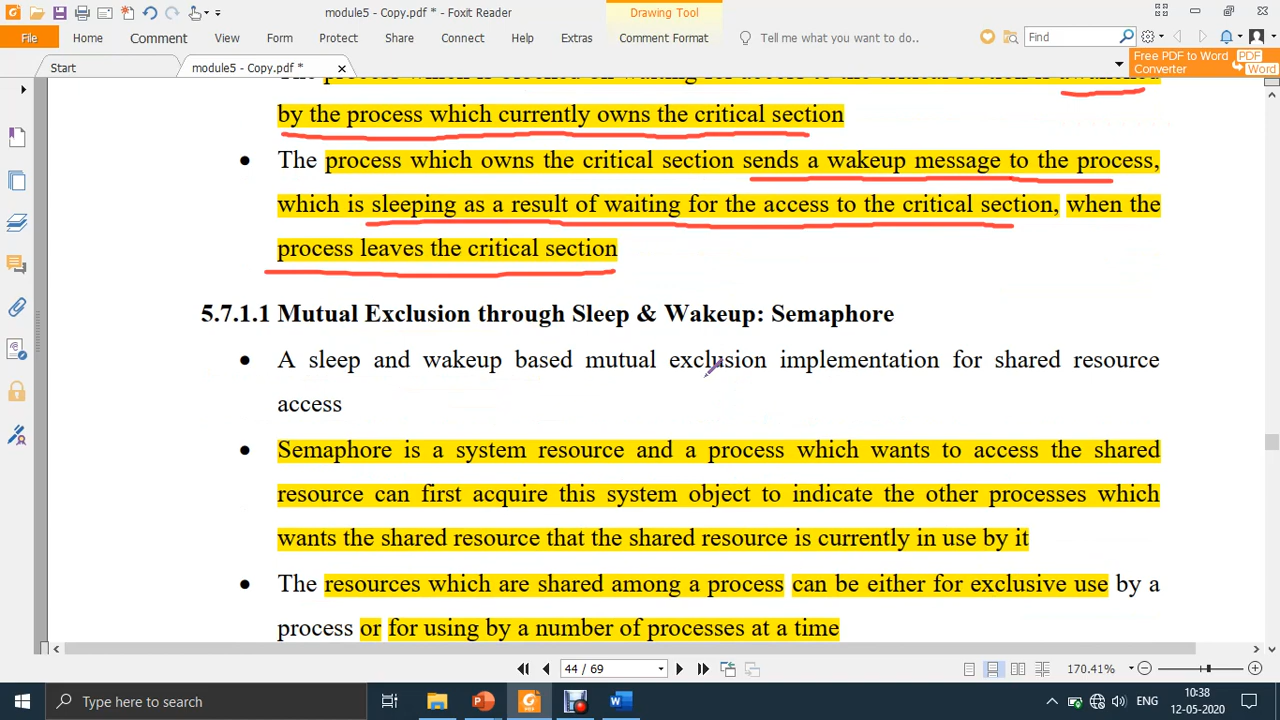 module5 - Copy.pdf * - Foxit Reader
Drawing Tool
File Home Comment View Form Protect Share Connect Help Extras Comment Format Tell me what you want to do.. Find
Start module5 - Copy.pdf *
Free PDF to Word Converter PDF Word
by the process which currently owns the critical section
• The process which owns the critical section sends a wakeup message to the process,
which is sleeping as a result of waiting for the access to the critical section, when the
process leaves the critical section
5.7.1.1 Mutual Exclusion through Sleep & Wakeup: Semaphore
• A sleep and wakeup based mutual exclusion implementation for shared resource
access
• Semaphore is a system resource and a process which wants to access the shared
resource can first acquire this system object to indicate the other processes which
wants the shared resource that the shared resource is currently in use by it
• The resources which are shared among a process can be either for exclusive use by a
process or for using by a number of processes at a time
44 / 69 170.41%
Type here to search ENG 10:38
12-05-2020